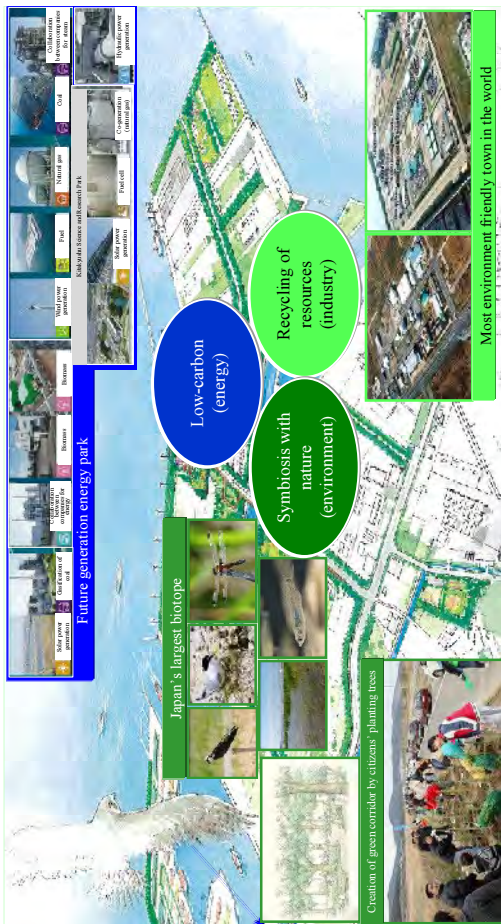 Solar power
generation
Gasification of
coal
Collaboration
between
companies for
energy
Biomass
Biomass
Wind power
generation
Fuel
Natural gas
Coal
Collaboration
between companies
for steam
Future generation energy park
Kitakyushu Science and Research Park
Solar power
generation
Fuel cell
Co-generation
(natural gas)
Hydraulic power
generation
Japan's largest biotope
Low-carbon
(energy)
Symbiosis with
nature
(environment)
Recycling of
resources
(industry)
Creation of green corridor by citizens' planting trees
Most environment friendly town in the world